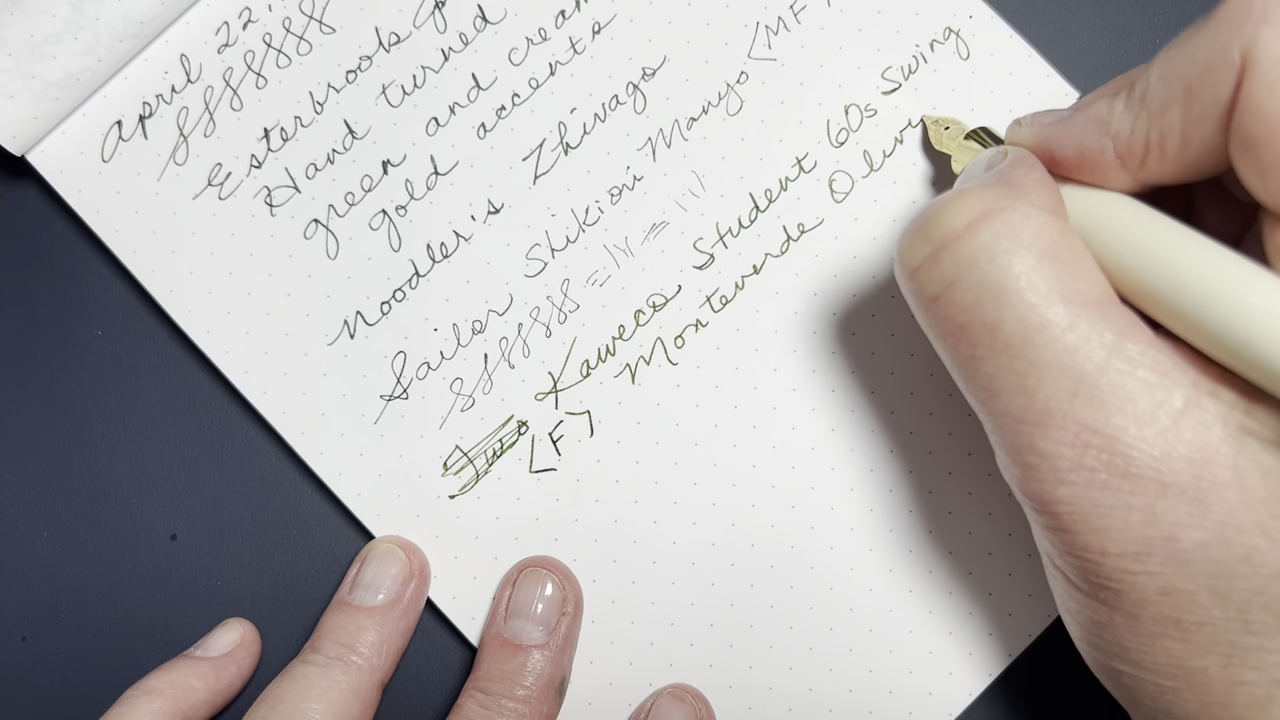 April 22
Esterbrook
Hand turned
green and cream
gold accents
Noodler's Zhivago
Sailor Shikiori Manyo <MF>
Kaweco Student 60s Swing
<F> Monteverde Olive